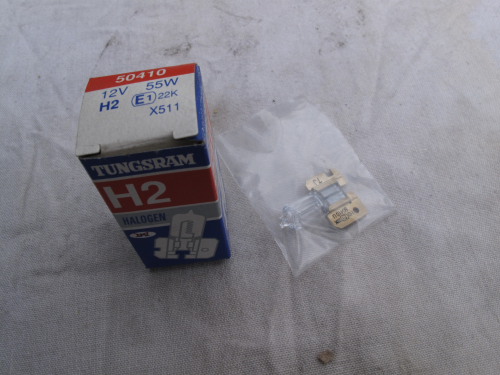 50410
12V 55W
H2 E1 22K
X511
TUNGSRAM
H2
HALOGEN